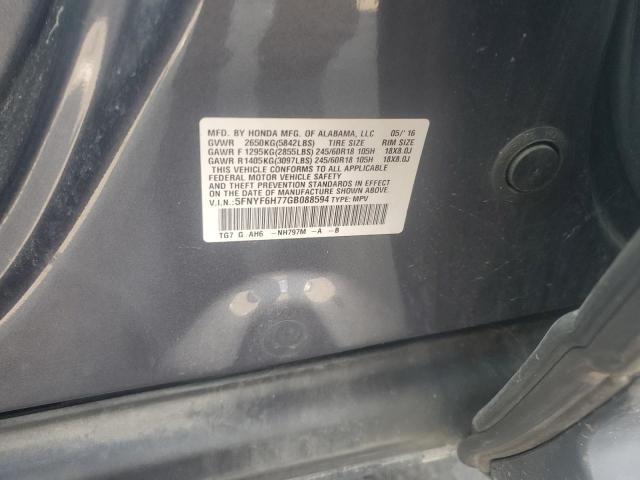 MFD. BY HONDA MFG. OF ALABAMA, LLC 05/'16
GVWR 2650KG(5842LBS) TIRE SIZE RIM SIZE
GAWR F 1295KG(2855LBS) 245/60R18 105H 18X8.0J
GAWR R 1405KG(3097LBS) 245/60R18 105H 18X8.0J
THIS VEHICLE CONFORMS TO ALL APPLICABLE
FEDERAL MOTOR VEHICLE SAFETY
AND THEFT PREVENTION STANDARDS IN EFFECT
ON THE DATE OF MANUFACTURE SHOWN ABOVE.
V.I.N.: 5FNYF6H77GB088594 TYPE: MPV
TG7 G AH6 -NH797M -A -B